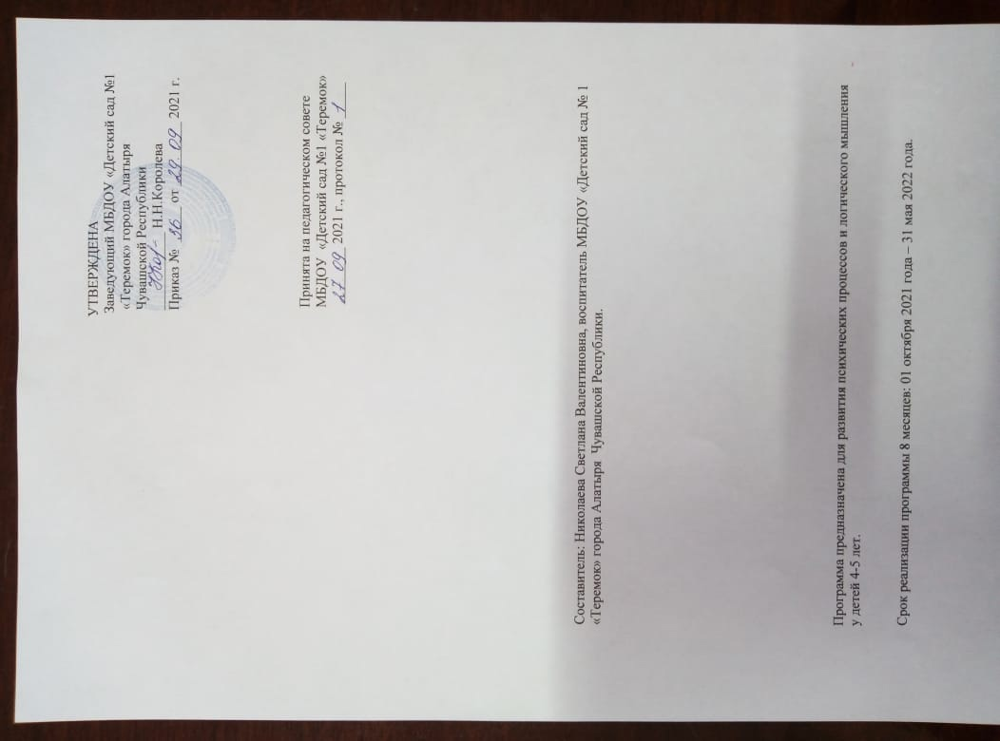 УТВЕРЖДЕНА
Заведующий МБДОУ «Детский сад №1
«Теремок» города Алатыря
Чувашской Республики
Н.Н.Королева
Приказ № 36 от 29.09 2021 г.
Принята на педагогическом совете
МБДОУ «Детский сад №1 «Теремок»
27 09 2021 г., протокол № 1
Составитель: Николаева Светлана Валентиновна, воспитатель МБДОУ «Детский сад № 1
«Теремок» города Алатыря Чувашской Республики.
Программа предназначена для развития психических процессов и логического мышления
у детей 4-5 лет.
Срок реализации программы 8 месяцев: 01 октября 2021 года – 31 мая 2022 года.